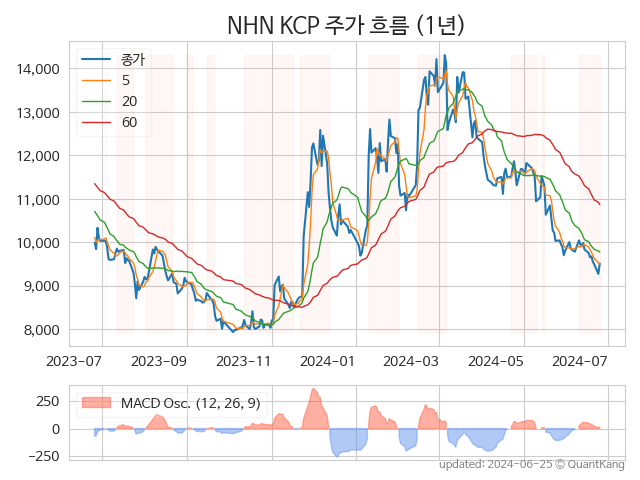 NHN KCP 주가 흐름 (1년)
종가
5
20
60
14,000
13,000
12,000
11,000
10,000
9,000
8,000
2023-07 2023-09 2023-11 2024-01 2024-03 2024-05 2024-07
MACD Osc. (12, 26, 9)
250
0
−250
updated: 2024-06-25 © QuantKang